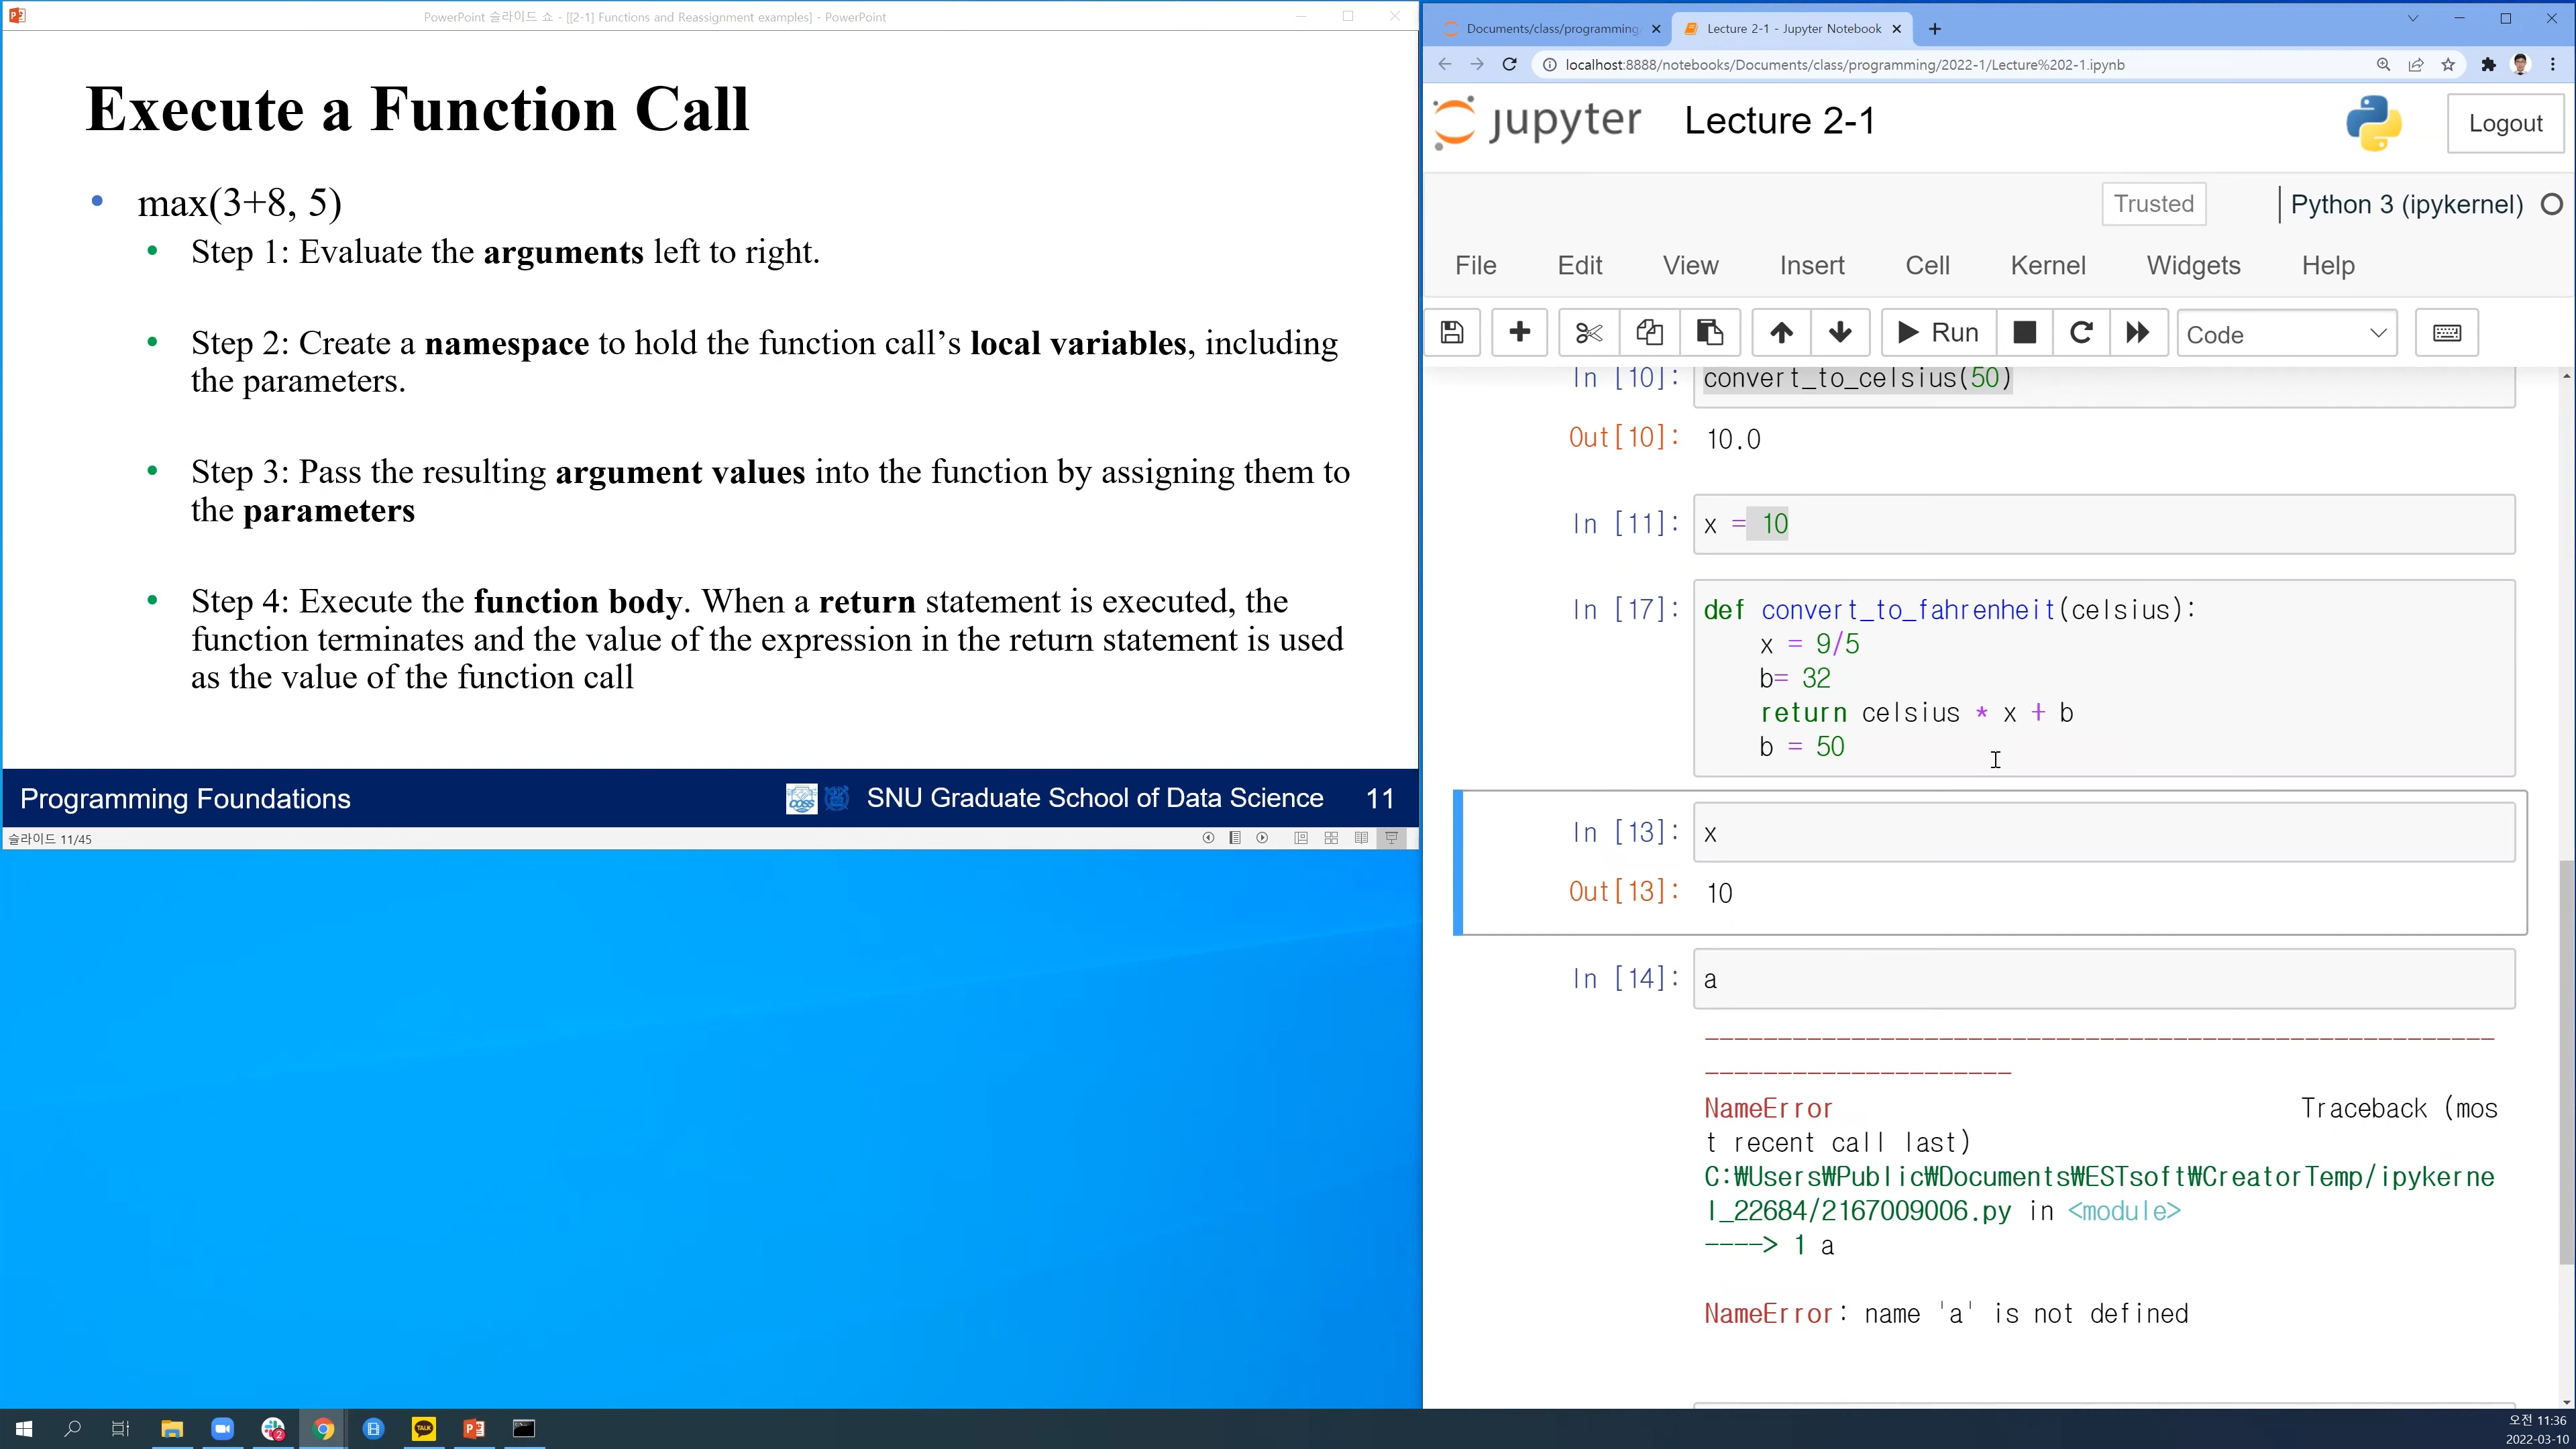 PowerPoint 슬라이드 쇼 - [[2-1] Functions and Reassignment examples] - PowerPoint
Execute a Function Call
• max(3+8, 5)
• Step 1: Evaluate the arguments left to right.
• Step 2: Create a namespace to hold the function call’s local variables, including
the parameters.
• Step 3: Pass the resulting argument values into the function by assigning them to
the parameters
• Step 4: Execute the function body. When a return statement is executed, the
function terminates and the value of the expression in the return statement is used
as the value of the function call
Programming Foundations
SNU Graduate School of Data Science 11
슬라이드 11/45
Documents/class/programming
Lecture 2-1 - Jupyter Notebook
localhost:8888/notebooks/Documents/class/programming/2022-1/Lecture%202-1.ipynb
jupyter Lecture 2-1
Logout
Trusted
Python 3 (ipykernel)
File Edit View Insert Cell Kernel Widgets Help
Run
Code
In [10]: convert_to_celsius(50)
Out[10]: 10.0
In [11]: x = 10
In [17]: def convert_to_fahrenheit(celsius):
x = 9/5
b= 32
return celsius * x + b
b = 50
In [13]: x
Out[13]: 10
In [14]: a
---------------------------------------------------------------------------
NameError Traceback (mos
t recent call last)
C:₩Users₩Public₩Documents₩ESTsoft₩CreatorTemp/ipykerne
l_22684/2167009006.py in <module>
----> 1 a
NameError: name 'a' is not defined
TALK
2
오전 11:36
2022-03-10